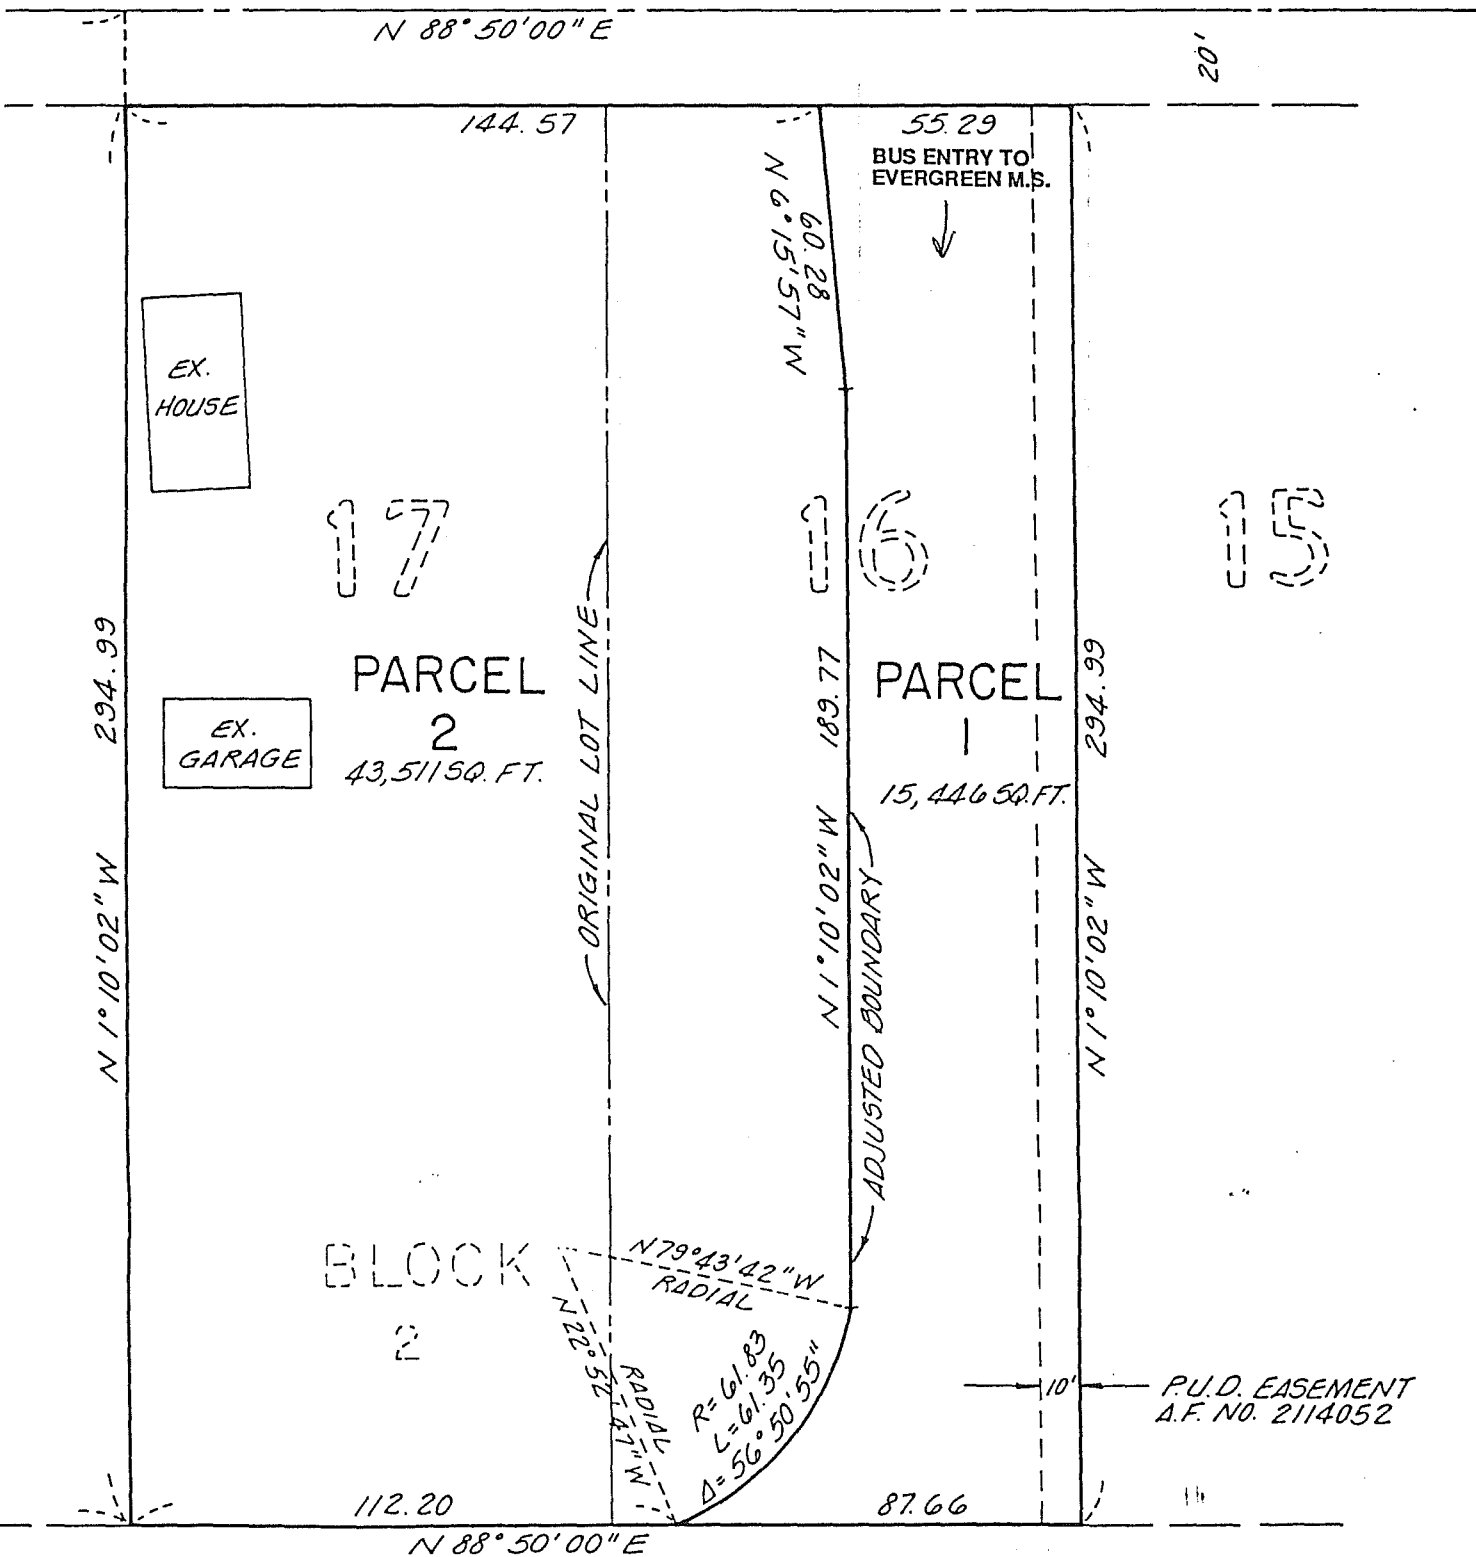 N 88° 50' 00" E
20'
144.57
55.29
BUS ENTRY TO
EVERGREEN M.S.
60.28
N 6° 15' 57" W
EX.
HOUSE
17
16
15
294.99
N 1° 10' 02" W
ORIGINAL LOT LINE
PARCEL
2
43,511 SQ. FT.
EX.
GARAGE
189.77
N 1° 10' 02" W
PARCEL
1
15,446 SQ. FT.
294.99
N 1° 10' 02" W
ADJUSTED BOUNDARY
BLOCK
2
N 79° 43' 42" W
RADIAL
N 22° 52' 47" W
RADIAL
R = 61.83
L = 61.35
Δ = 56° 50' 55"
10'
P.U.D. EASEMENT
A.F. NO. 2114052
112.20
87.66
N 88° 50' 00" E